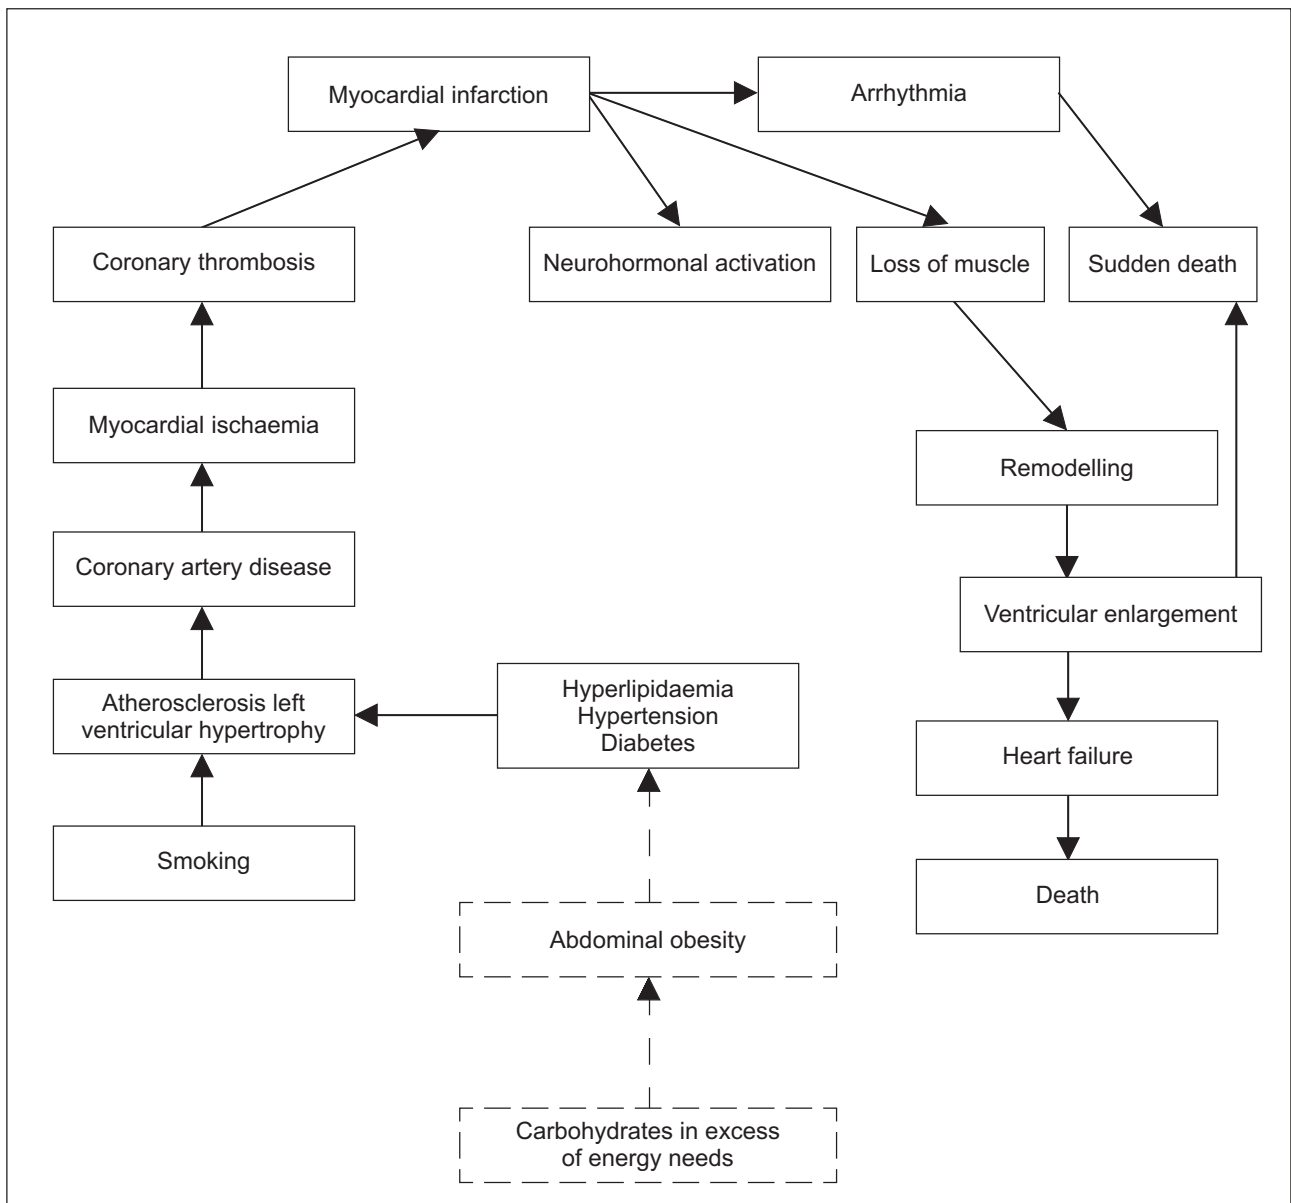 Myocardial infarction
Arrhythmia
Coronary thrombosis
Neurohormonal activation
Loss of muscle
Sudden death
Myocardial ischaemia
Remodelling
Coronary artery disease
Ventricular enlargement
Atherosclerosis left
ventricular hypertrophy
Hyperlipidaemia
Hypertension
Diabetes
Heart failure
Smoking
Death
Abdominal obesity
Carbohydrates in excess
of energy needs